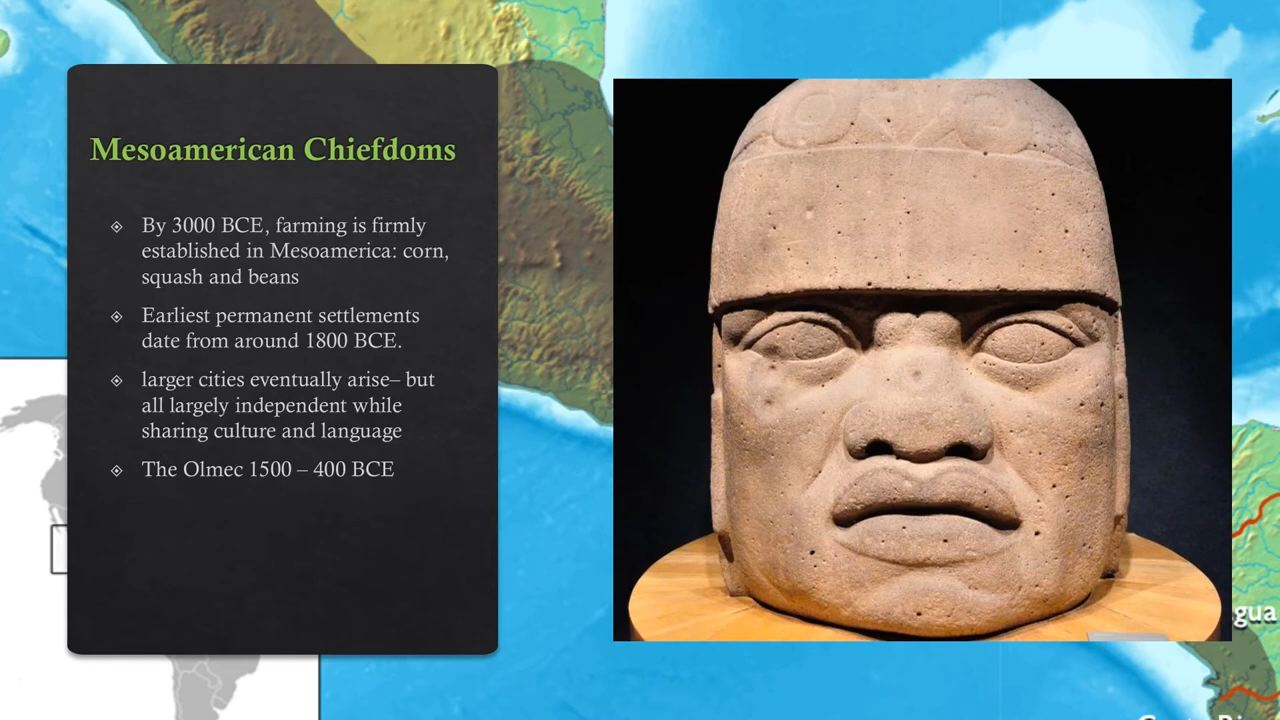 Mesoamerican Chiefdoms
By 3000 BCE, farming is firmly
established in Mesoamerica: corn,
squash and beans
Earliest permanent settlements
date from around 1800 BCE.
larger cities eventually arise– but
all largely independent while
sharing culture and language
The Olmec 1500 – 400 BCE
gua